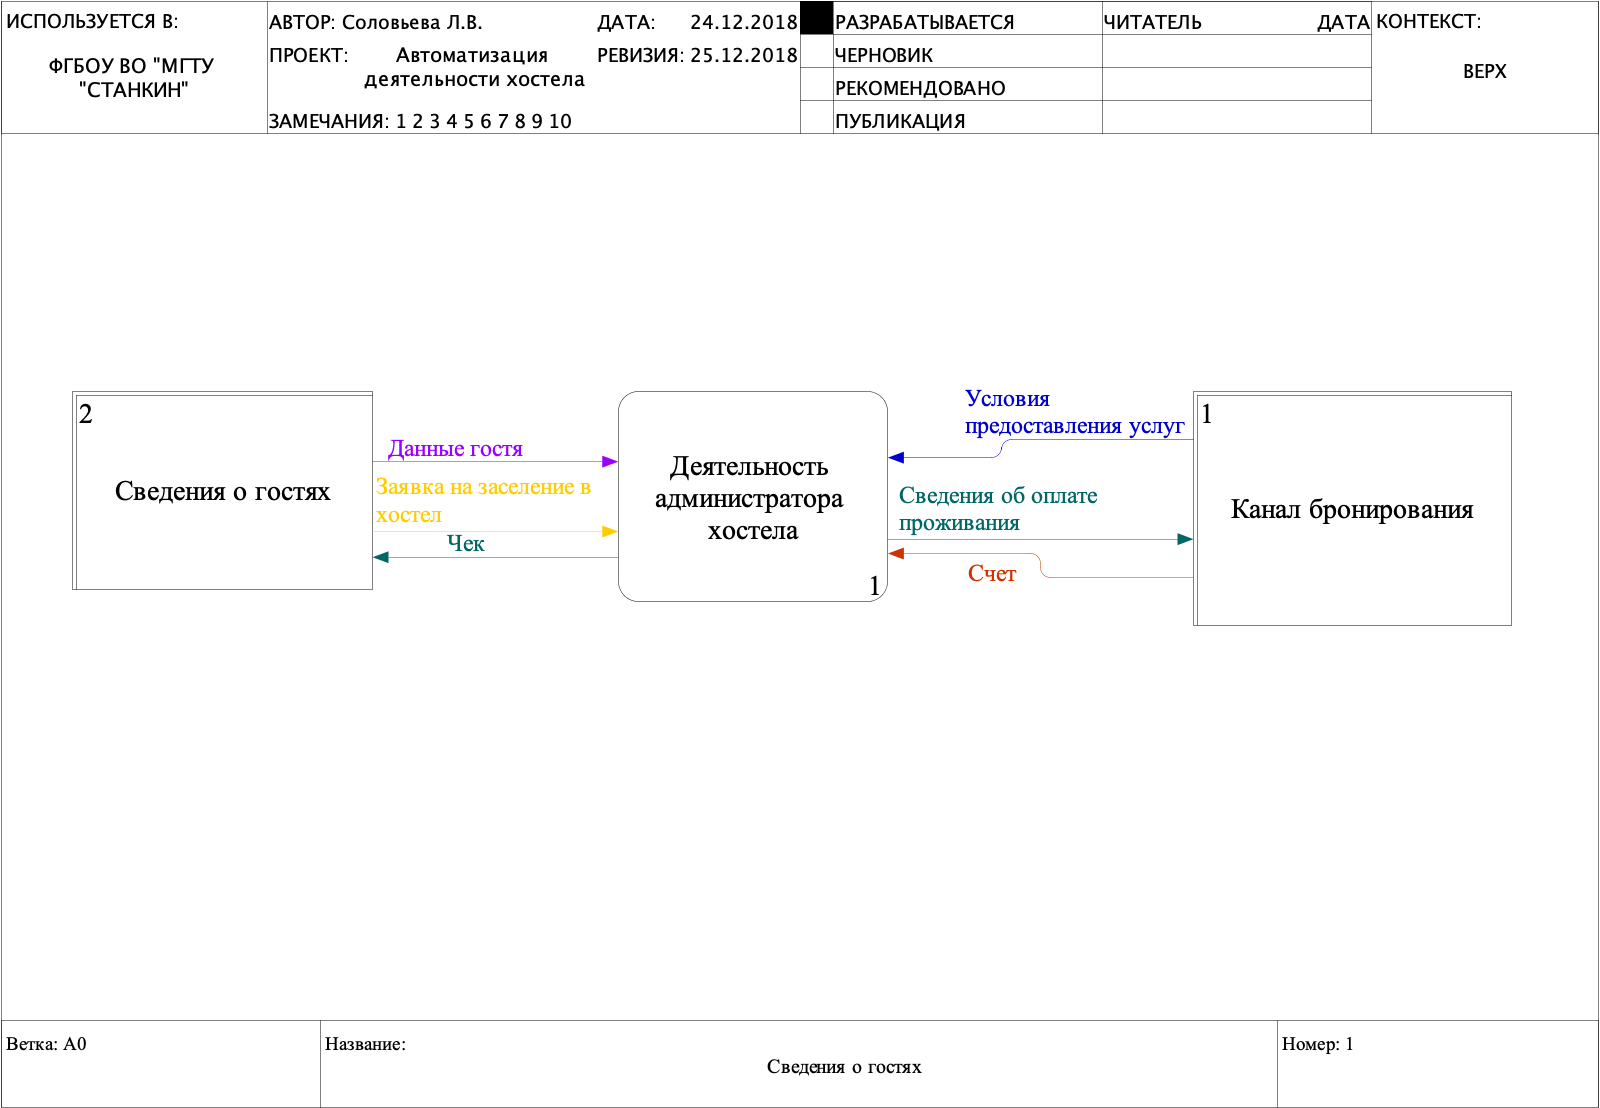 ИСПОЛЬЗУЕТСЯ В:
ФГБОУ ВО "МГТУ
"СТАНКИН"
АВТОР: Соловьева Л.В.
ДАТА: 24.12.2018
ПРОЕКТ: Автоматизация
деятельности хостела
РЕВИЗИЯ: 25.12.2018
ЗАМЕЧАНИЯ: 1 2 3 4 5 6 7 8 9 10
РАЗРАБАТЫВАЕТСЯ
ЧЕРНОВИК
РЕКОМЕНДОВАНО
ПУБЛИКАЦИЯ
ЧИТАТЕЛЬ ДАТА
КОНТЕКСТ:
ВЕРХ
2
Сведения о гостях
Данные гостя
Заявка на заселение в
хостел
Чек
Деятельность
администратора
хостела
1
Условия
предоставления услуг
Сведения об оплате
проживания
Счет
1
Канал бронирования
Ветка: A0
Название:
Сведения о гостях
Номер: 1